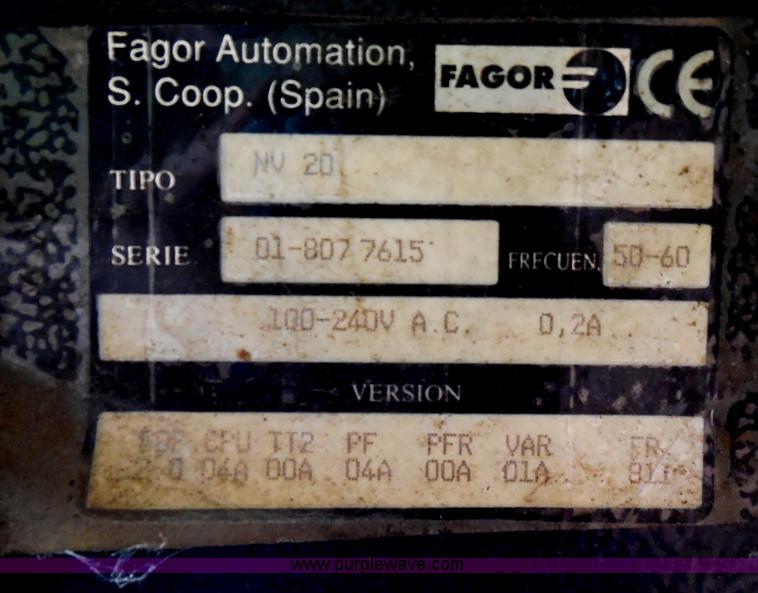 Fagor Automation,
S. Coop. (Spain)
FAGOR
CE
TIPO NV 20
SERIE 01-807 7615 FRECUEN. 50-60
100-240V A.C. 0,2A
VERSION
CPU TT2 PF PFR VAR FR
04A 00A 04A 00A 01A
www.purplewave.com